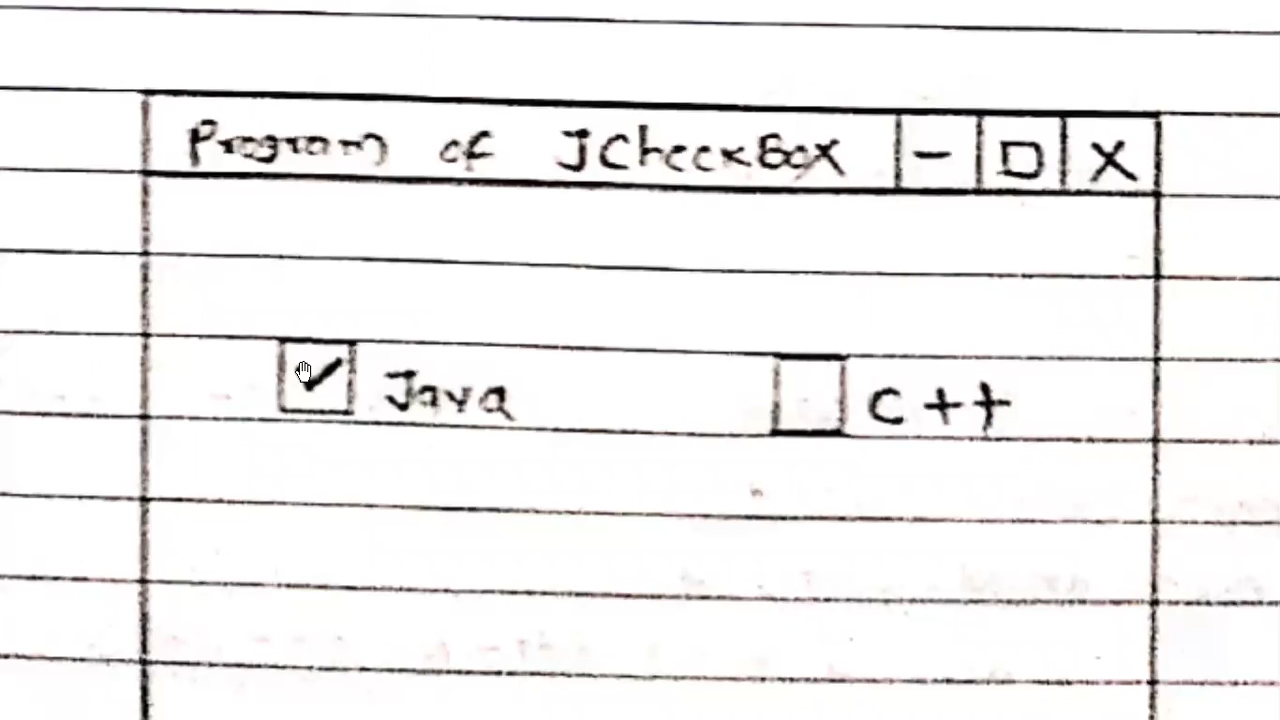 Program of JCheckBox - □ X
✓ Java C++